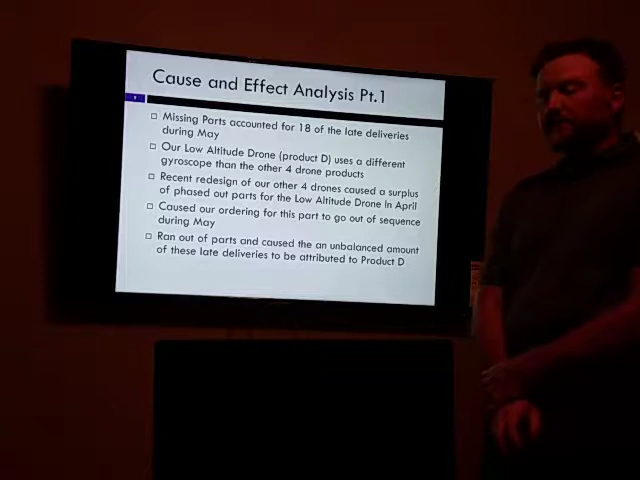 Cause and Effect Analysis Pt.1
Missing Parts accounted for 18 of the late deliveries
during May
Our Low Altitude Drone (product D) uses a different
gyroscope than the other 4 drone products
Recent redesign of our other 4 drones caused a surplus
of phased out parts for the Low Altitude Drone in April
Caused our ordering for this part to go out of sequence
during May
Ran out of parts and caused the an unbalanced amount
of these late deliveries to be attributed to Product D